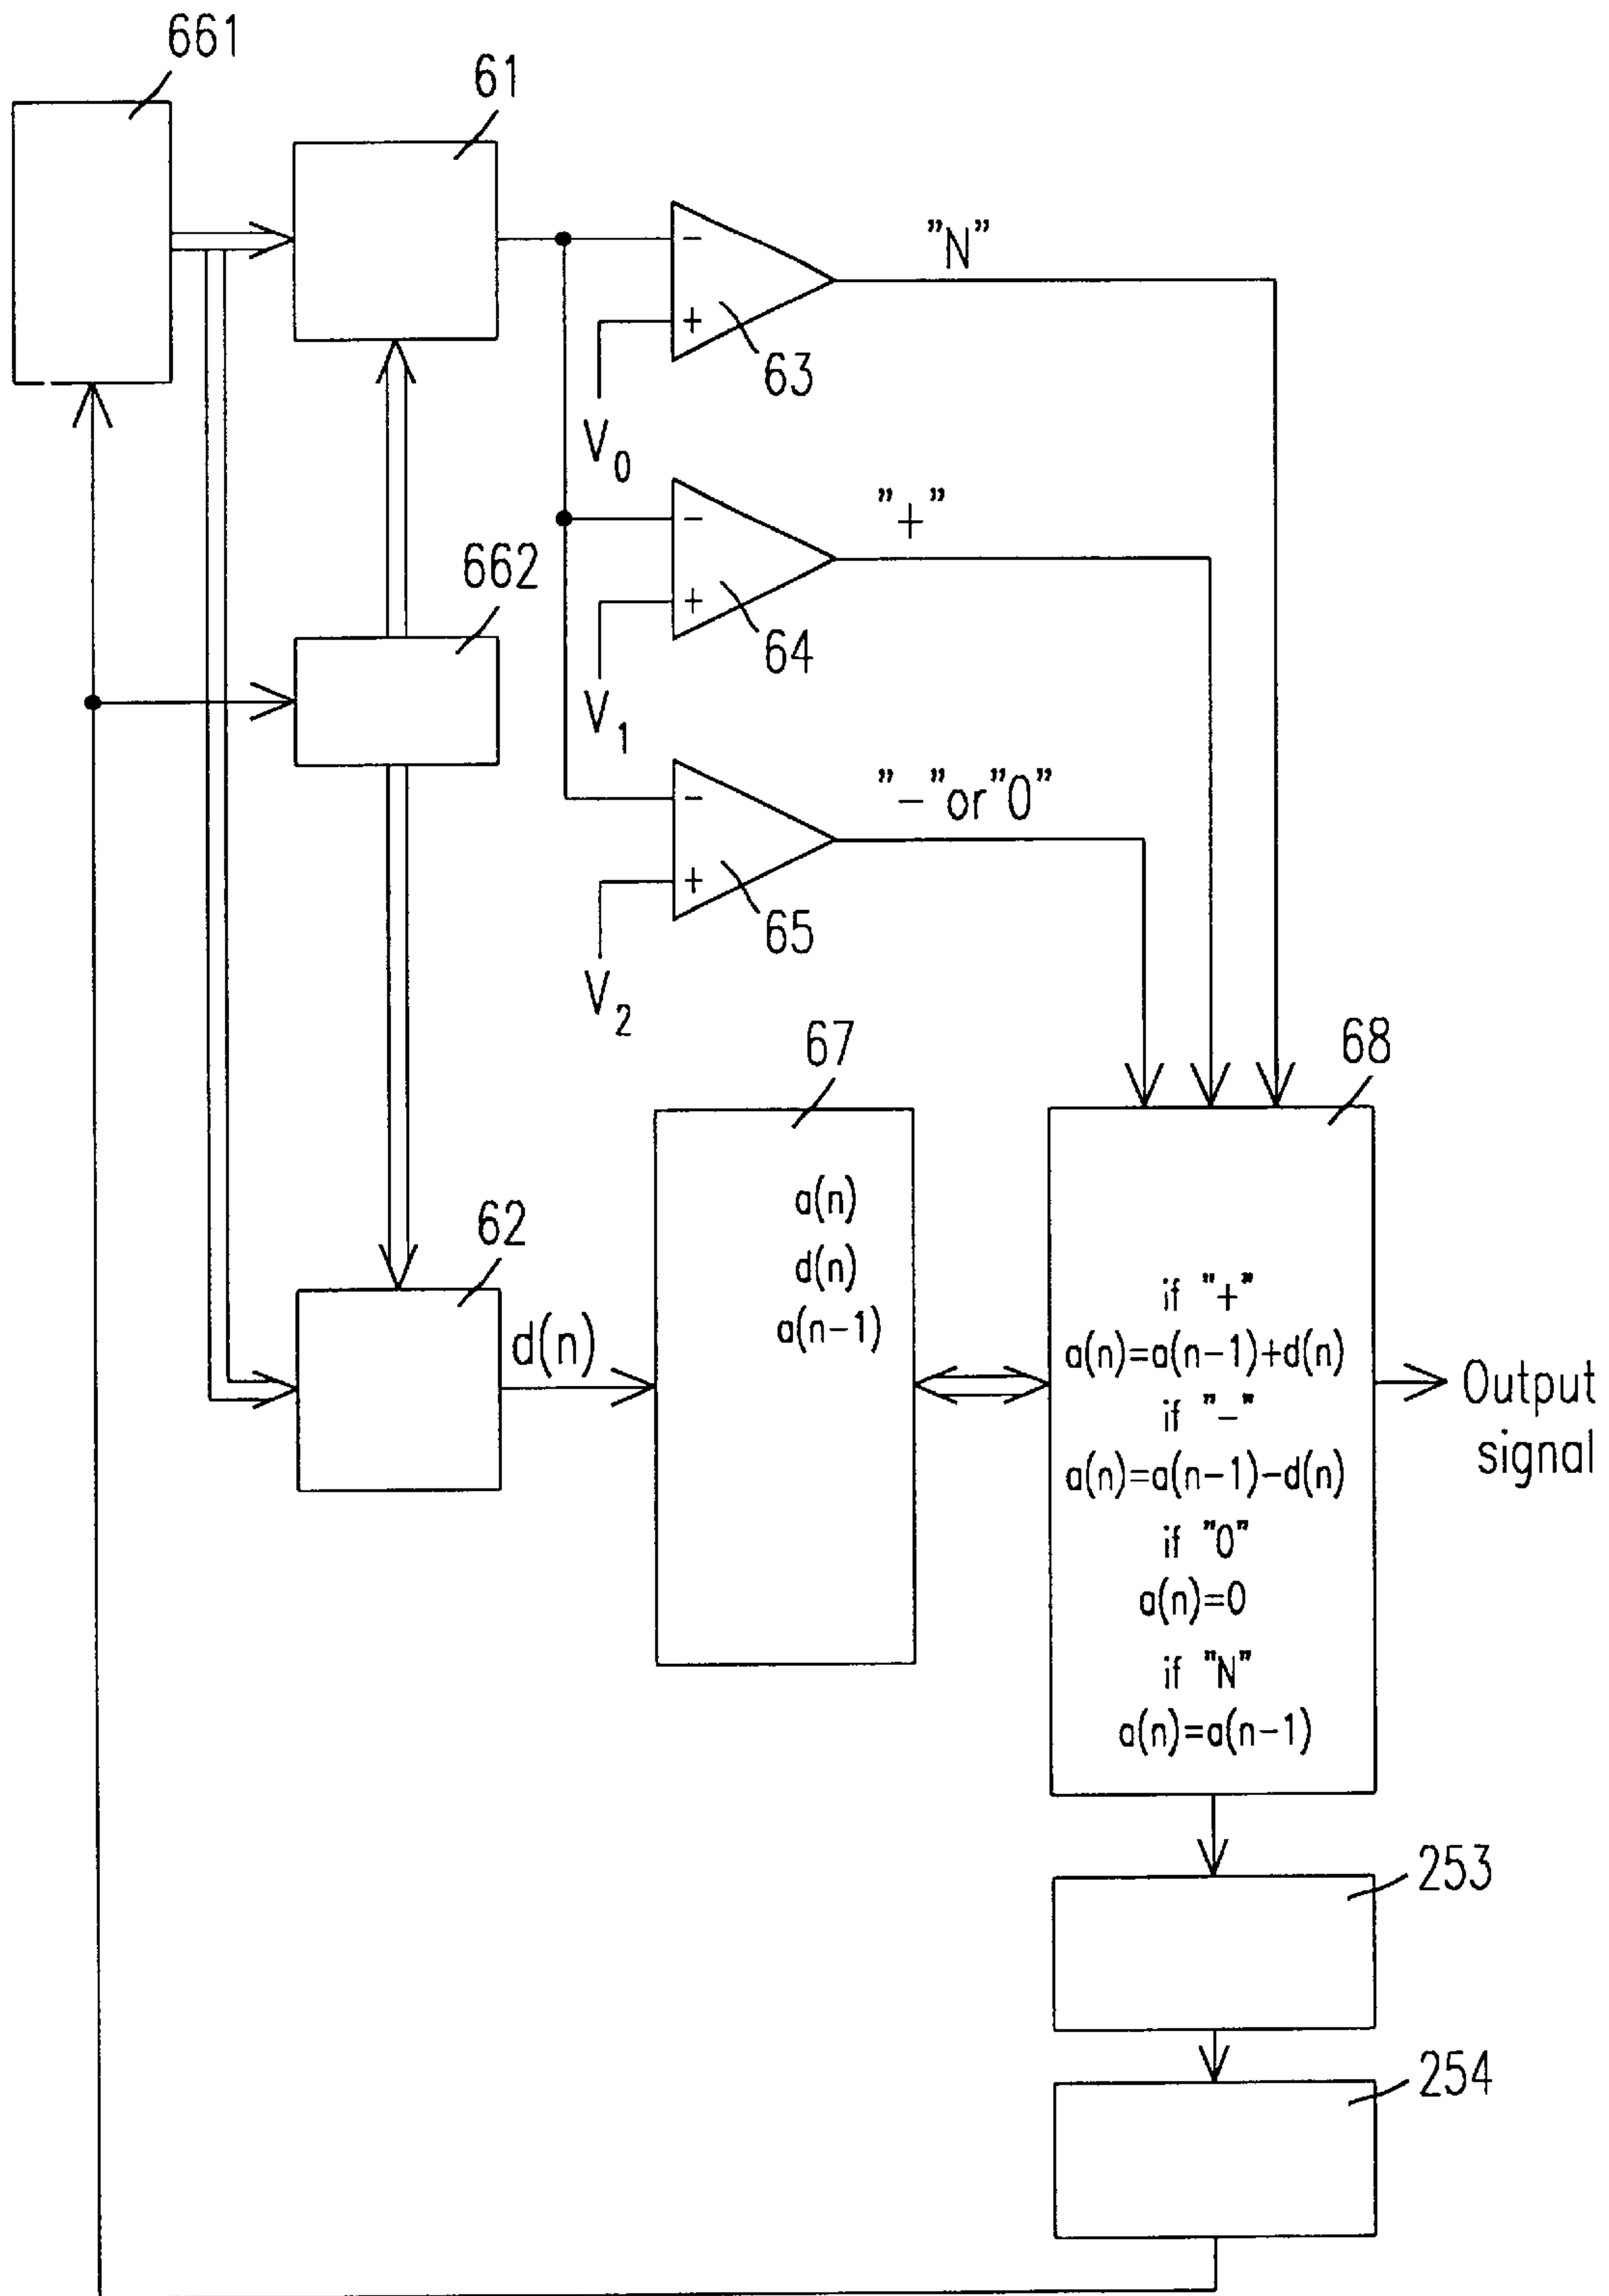 661
61
"N"
−
+
63
V0
"+"
−
+
64
662
V1
"−"or"0"
−
+
65
V2
67
68
a(n)
d(n)
a(n−1)
62
d(n)
if "+"
a(n)=a(n−1)+d(n)
if "−"
a(n)=a(n−1)−d(n)
if "0"
a(n)=0
if "N"
a(n)=a(n−1)
Output
signal
253
254